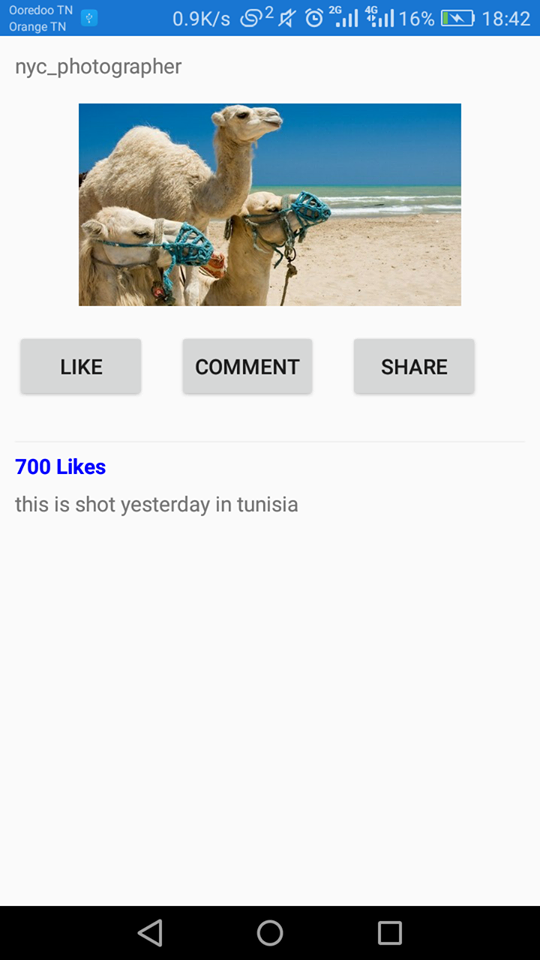 Ooredoo TN
Orange TN
0.9K/s 2 2G 4G 16% 18:42
nyc_photographer
LIKE COMMENT SHARE
700 Likes
this is shot yesterday in tunisia